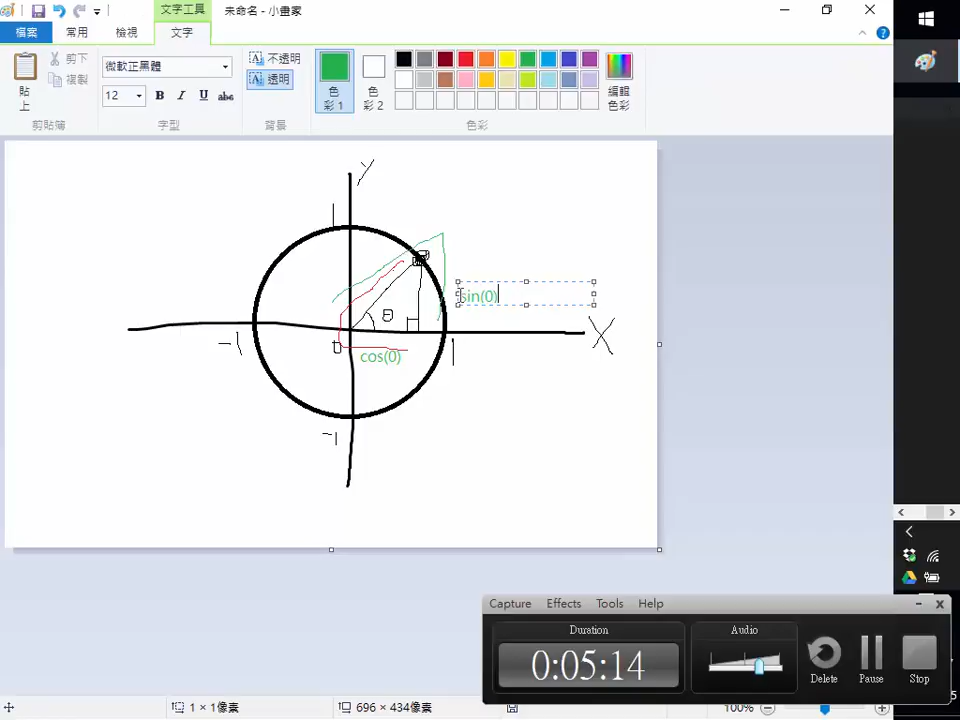 文字工具
未命名 - 小畫家
檔案
常用
檢視
文字
貼上
剪下
複製
微軟正黑體
12
B I U abc
不透明
透明
色彩 1
色彩 2
編輯色彩
剪貼簿
字型
背景
色彩
Y
1
sin(0)
θ
X
-1
0
cos(0)
1
-1
Capture Effects Tools Help
Duration
Audio
0:05:14
Delete
Pause
Stop
1 × 1像素
696 × 434像素
100%